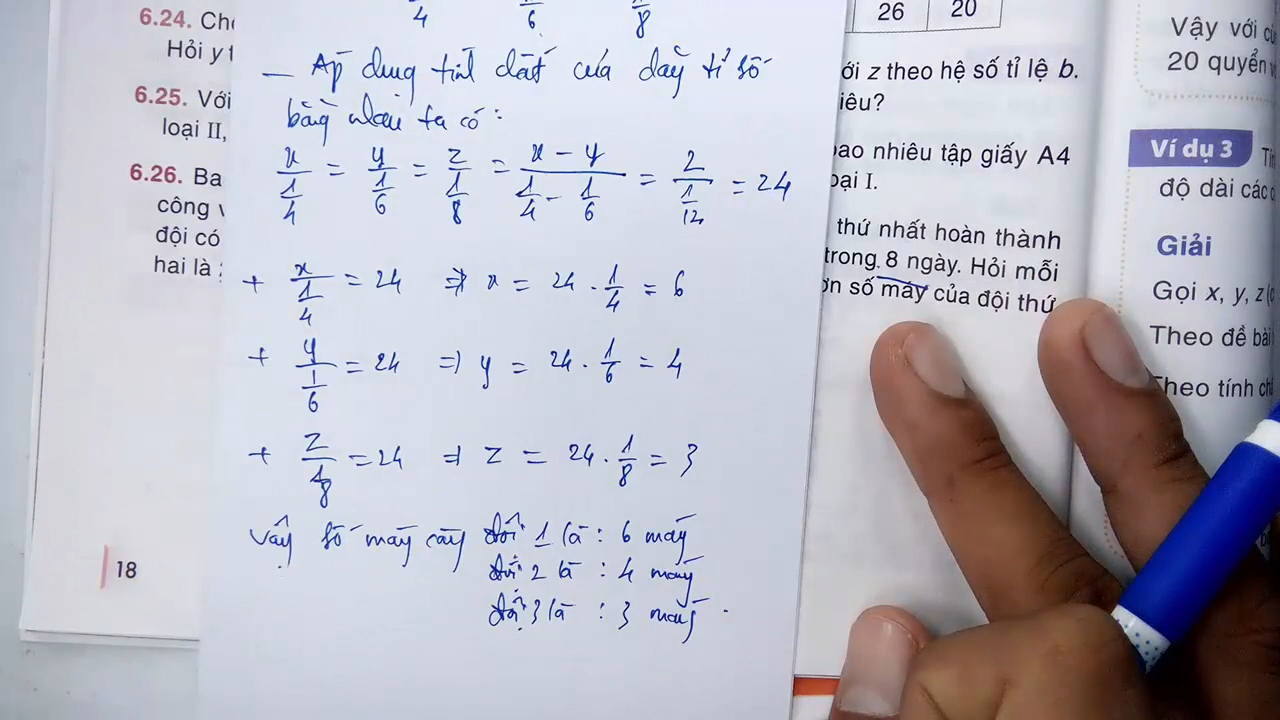 6.24. Ch
Hỏi y t
6.25. Với
loại II,
6.26. Ba
công v
đội có
hai là
18
4 6 8
— Áp dụng tính chất của dãy tỉ số
bằng nhau ta có:
x/(1/4) = y/(1/6) = z/(1/8) = (x - y)/(1/4 - 1/6) = 2/(1/12) = 24
+ x/(1/4) = 24 => x = 24 . 1/4 = 6
+ y/(1/6) = 24 => y = 24 . 1/6 = 4
+ z/(1/8) = 24 => z = 24 . 1/8 = 3
Vậy số máy cày đội 1 là : 6 máy
đội 2 là : 4 máy
đội 3 là : 3 máy .
26 20
ới z theo hệ số tỉ lệ b.
iêu?
bao nhiêu tập giấy A4
oại I.
thứ nhất hoàn thành
trong 8 ngày. Hỏi mỗi
ơn số máy của đội thứ
Vậy với
20 quyển
Ví dụ 3
độ dài các
Giải
Gọi x, y, z
Theo đề bài
Theo tính ch